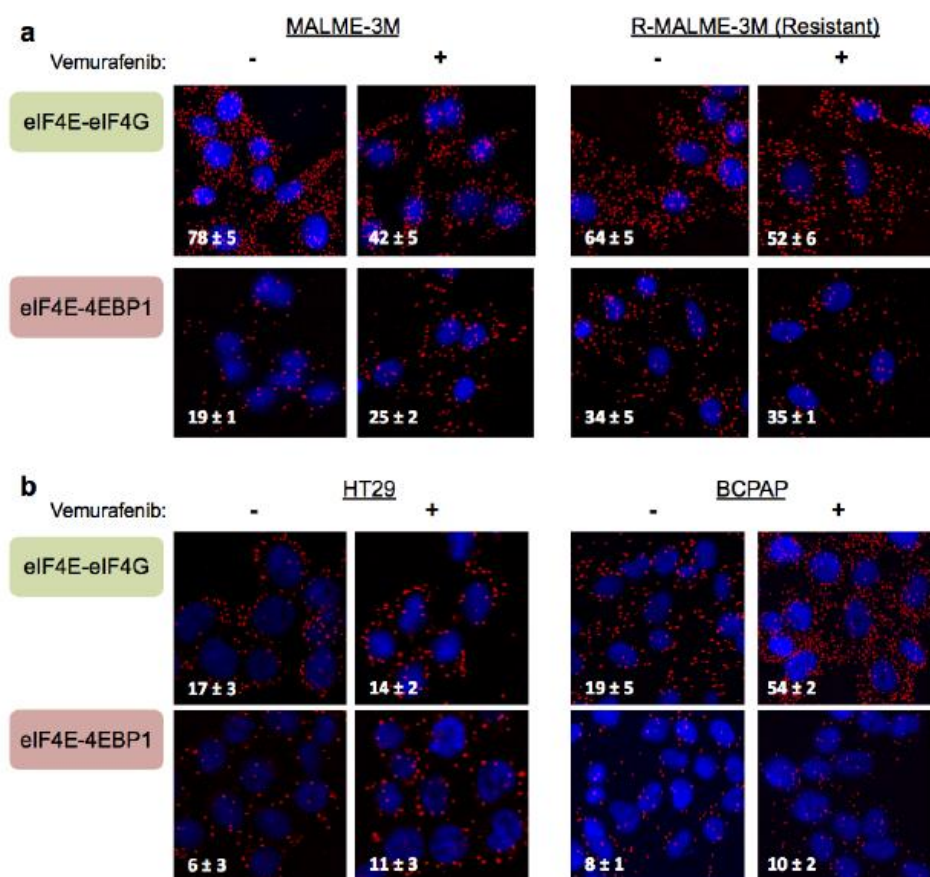 a
MALME-3M R-MALME-3M (Resistant)
Vemurafenib: - + - +
eIF4E-eIF4G
78 ± 5 42 ± 5 64 ± 5 52 ± 6
eIF4E-4EBP1
19 ± 1 25 ± 2 34 ± 5 35 ± 1
b
HT29 BCPAP
Vemurafenib: - + - +
eIF4E-eIF4G
17 ± 3 14 ± 2 19 ± 5 54 ± 2
eIF4E-4EBP1
6 ± 3 11 ± 3 8 ± 1 10 ± 2